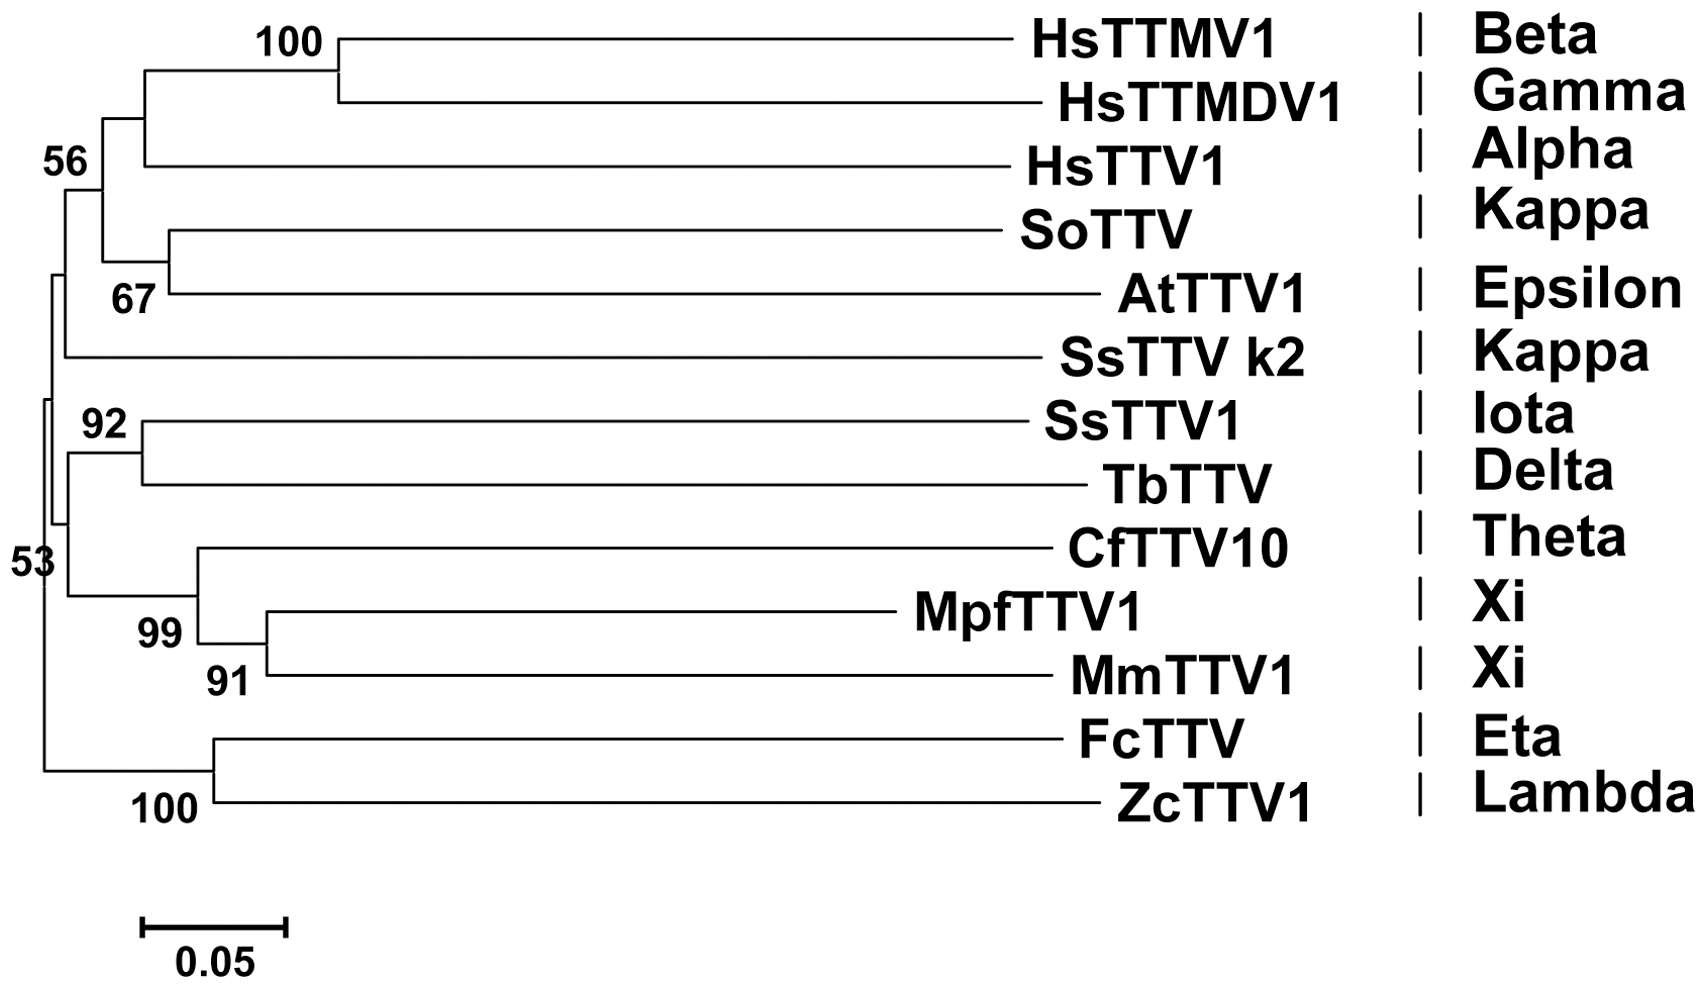 100
HsTTMV1 Beta
HsTTMDV1 Gamma
HsTTV1 Alpha
56
SoTTV Kappa
67
AtTTV1 Epsilon
SsTTV k2 Kappa
92
SsTTV1 Iota
TbTTV Delta
53
CfTTV10 Theta
MpfTTV1 Xi
99
91
MmTTV1 Xi
FcTTV Eta
100
ZcTTV1 Lambda
0.05